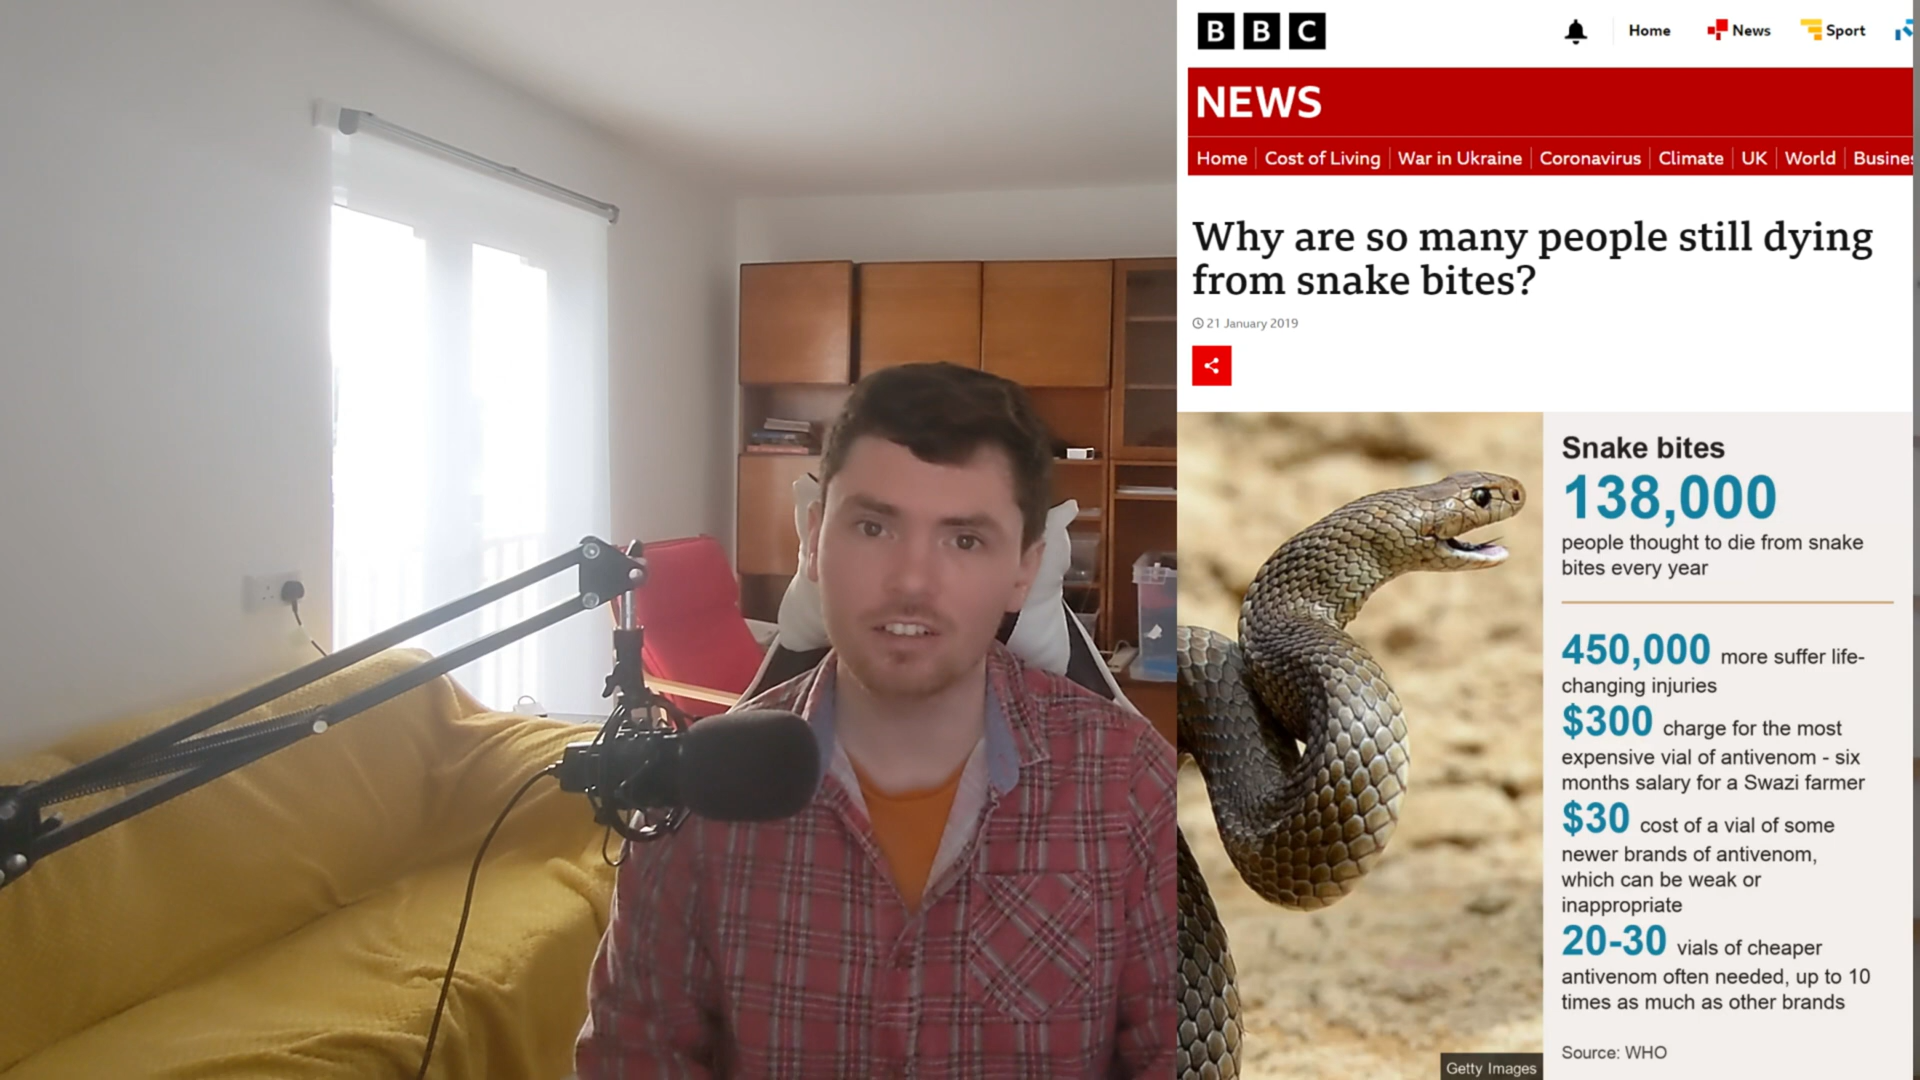 BBC
Home News Sport
NEWS
Home Cost of Living War in Ukraine Coronavirus Climate UK World Busines
Why are so many people still dying
from snake bites?
21 January 2019
Snake bites
138,000
people thought to die from snake
bites every year
450,000 more suffer life-
changing injuries
$300 charge for the most
expensive vial of antivenom - six
months salary for a Swazi farmer
$30 cost of a vial of some
newer brands of antivenom,
which can be weak or
inappropriate
20-30 vials of cheaper
antivenom often needed, up to 10
times as much as other brands
Source: WHO
Getty Images